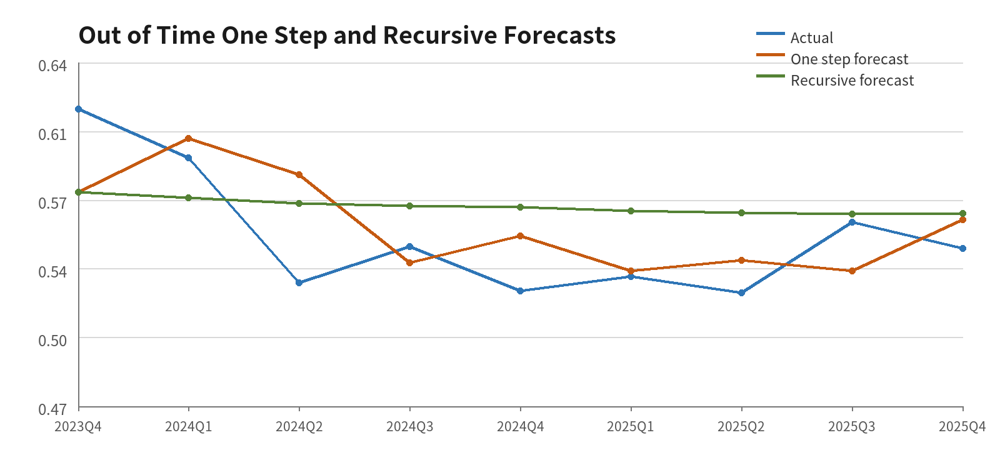 Out of Time One Step and Recursive Forecasts
Actual
One step forecast
Recursive forecast
0.64
0.61
0.57
0.54
0.50
0.47
2023Q4 2024Q1 2024Q2 2024Q3 2024Q4 2025Q1 2025Q2 2025Q3 2025Q4